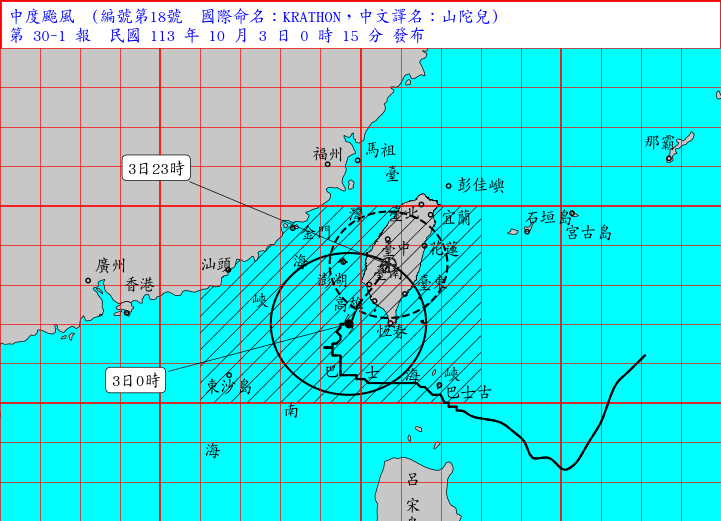 中度颱風 (編號第18號 國際命名：KRATHON，中文譯名：山陀兒)
第 30-1 報 民國 113 年 10 月 3 日 0 時 15 分 發布
那霸
福州
馬祖
3日23時
臺
彭佳嶼
灣
臺北
宜蘭
石垣島
宮古島
金門
臺中
花蓮
海
廣州
汕頭
澎湖
臺南
臺東
香港
峽
高雄
恆春
3日0時
巴
士
海
峽
東沙島
巴士古
南
海
呂
宋
島